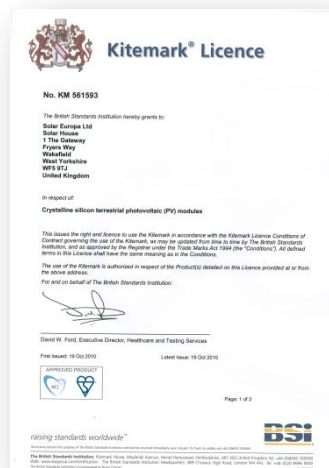 Kitemark® Licence
No. KM 561593
The British Standards Institution hereby grants to:
Solar Europa Ltd
Solar House
1 The Gateway
Fryers Way
Wakefield
West Yorkshire
WF5 9TJ
United Kingdom
In respect of:
Crystalline silicon terrestrial photovoltaic (PV) modules
This issues the right and licence to use the Kitemark in accordance with the Kitemark Licence Conditions of
Contract governing the use of the Kitemark, as may be updated from time to time by The British Standards
Institution, and as approved by the Registrar under the Trade Marks Act 1994 (the "Conditions"). All defined
terms in this Licence shall have the same meaning as in the Conditions.
The use of the Kitemark is authorized in respect of the Product(s) detailed on this Licence provided at or from
the above address.
For and on behalf of The British Standards Institution:
David W. Ford, Executive Director, Healthcare and Testing Services
First Issued: 19 Oct 2010 Latest Issue: 19 Oct 2010
APPROVED PRODUCT
Page: 1 of 3
raising standards worldwide™
BSi